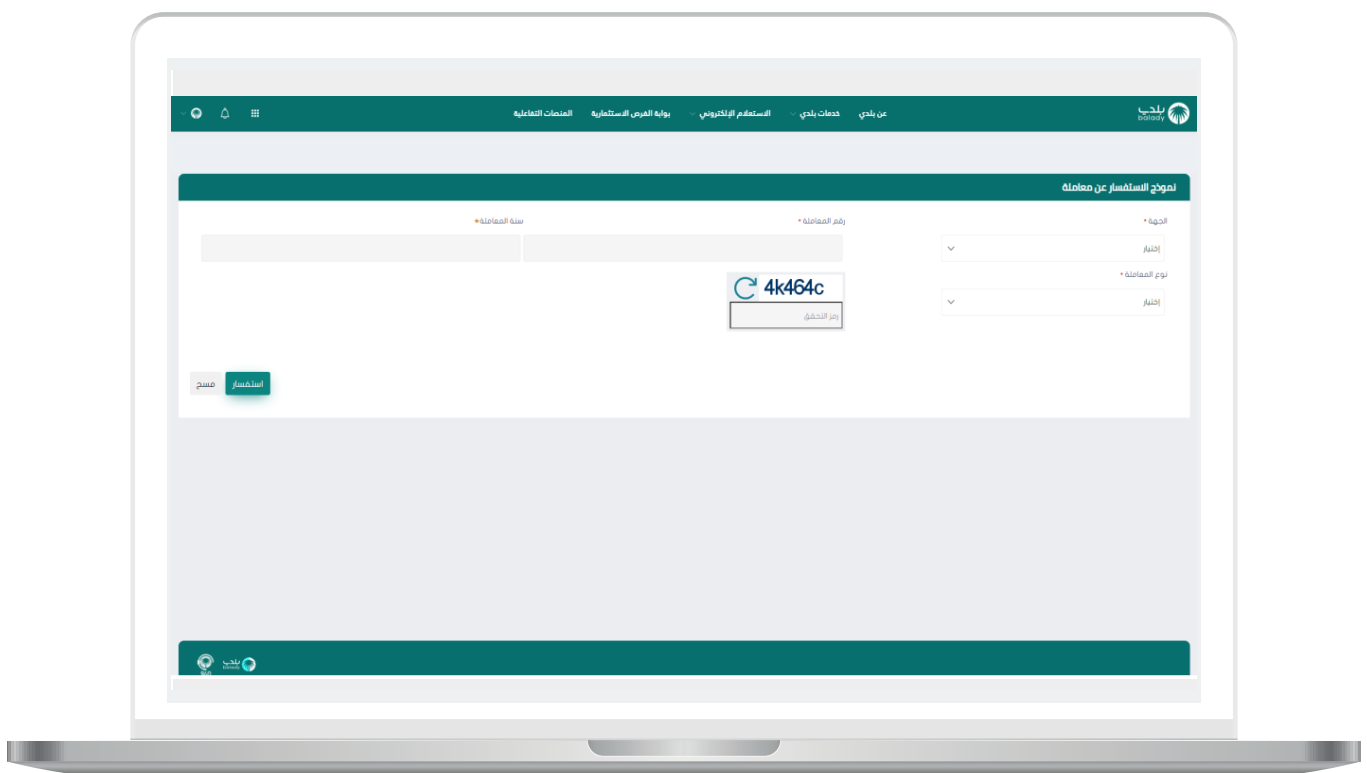 بلدي
balady
عن بلدي خدمات بلدي الاستعلام الإلكتروني بوابة الفرص الاستثمارية المنصات التفاعلية
نموذج الاستفسار عن معاملة
الجهة * رقم المعاملة * سنة المعاملة *
إختيار
نوع المعاملة *
4k464c
إختيار
رمز التحقق
استفسار مسح
بلدي
balady